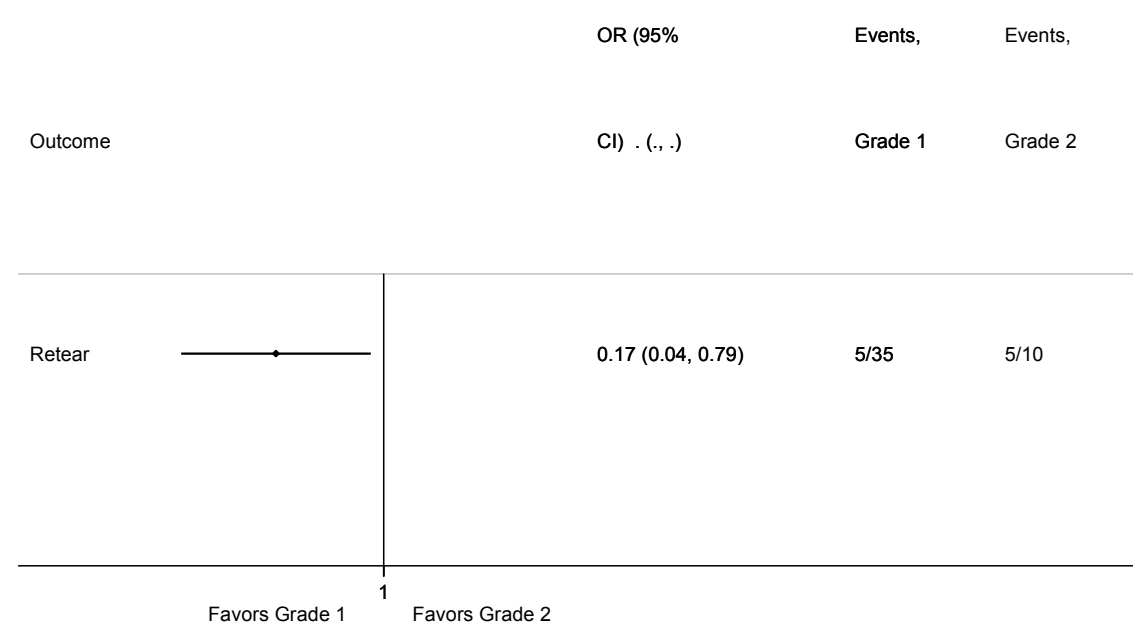 OR (95% Events, Events,
Outcome CI) . (., .) Grade 1 Grade 2
Retear 0.17 (0.04, 0.79) 5/35 5/10
1
Favors Grade 1 Favors Grade 2